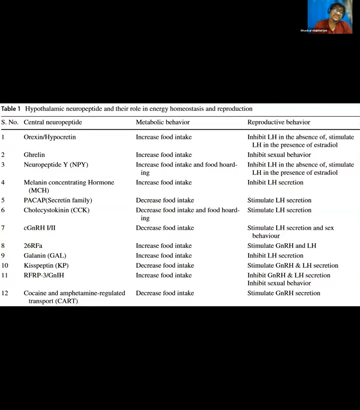 Table 1 Hypothalamic neuropeptide and their role in energy homeostasis and reproduction
S. No. Central neuropeptide Metabolic behavior Reproductive behavior
1 Orexin/Hypocretin Increase food intake Inhibit LH in the absence of, stimulate
LH in the presence of estradiol
2 Ghrelin Increase food intake Inhibit sexual behavior
3 Neuropeptide Y (NPY) Increase food intake and food hoard- Inhibit LH in the absence of, stimulate
ing LH in the presence of estradiol
4 Melanin concentrating Hormone Increase food intake Inhibit LH secretion
(MCH)
5 PACAP(Secretin family) Decrease food intake Stimulate LH secretion
6 Cholecystokinin (CCK) Decrease food intake and food hoard- Stimulate LH secretion
ing
7 cGnRH I/II Decrease food intake Stimulate LH secretion and sex
behaviour
8 26RFa Increase food intake Stimulate GnRH and LH
9 Galanin (GAL) Increase food intake Inhibit LH secretion
10 Kisspeptin (KP) Decrease food intake Stimulate GnRH & LH secretion
11 RFRP-3/GnIH Increase food intake Inhibit GnRH & LH secretion
Inhibit sexual behavior
12 Cocaine and amphetamine-regulated Decrease food intake Stimulate GnRH secretion
transport (CART)